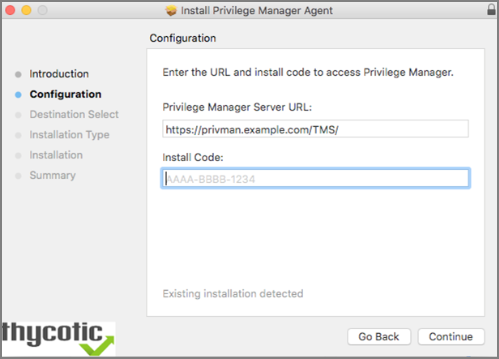 Install Privilege Manager Agent
Configuration
Introduction
Configuration
Destination Select
Installation Type
Installation
Summary
Enter the URL and install code to access Privilege Manager.
Privilege Manager Server URL:
https://privman.example.com/TMS/
Install Code:
AAAA-BBBB-1234
Existing installation detected
thycotic
Go Back
Continue